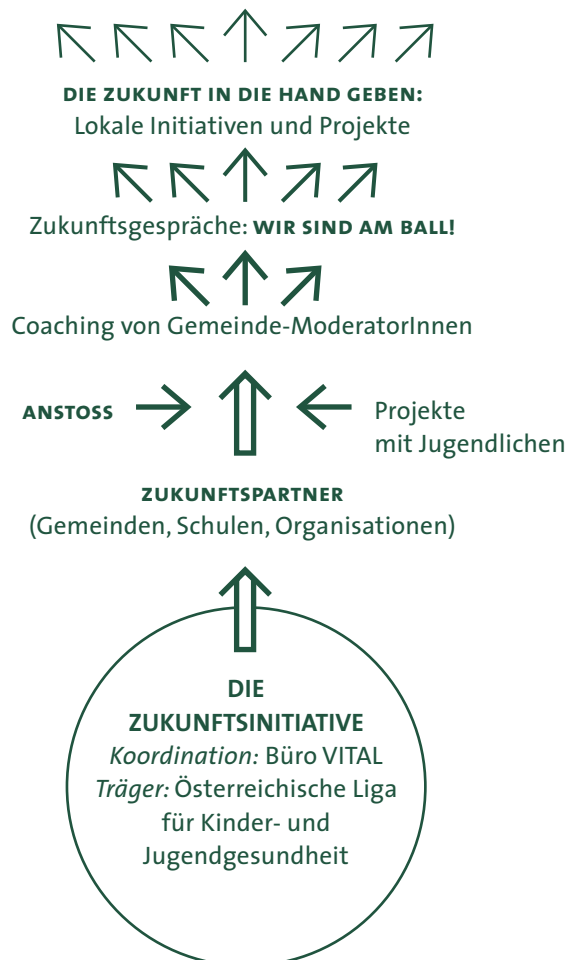 DIE ZUKUNFT IN DIE HAND GEBEN:
Lokale Initiativen und Projekte
Zukunftsgespräche: WIR SIND AM BALL!
Coaching von Gemeinde-ModeratorInnen
ANSTOSS
Projekte
mit Jugendlichen
ZUKUNFTSPARTNER
(Gemeinden, Schulen, Organisationen)
DIE
ZUKUNFTSINITIATIVE
Koordination: Büro VITAL
Träger: Österreichische Liga
für Kinder- und
Jugendgesundheit